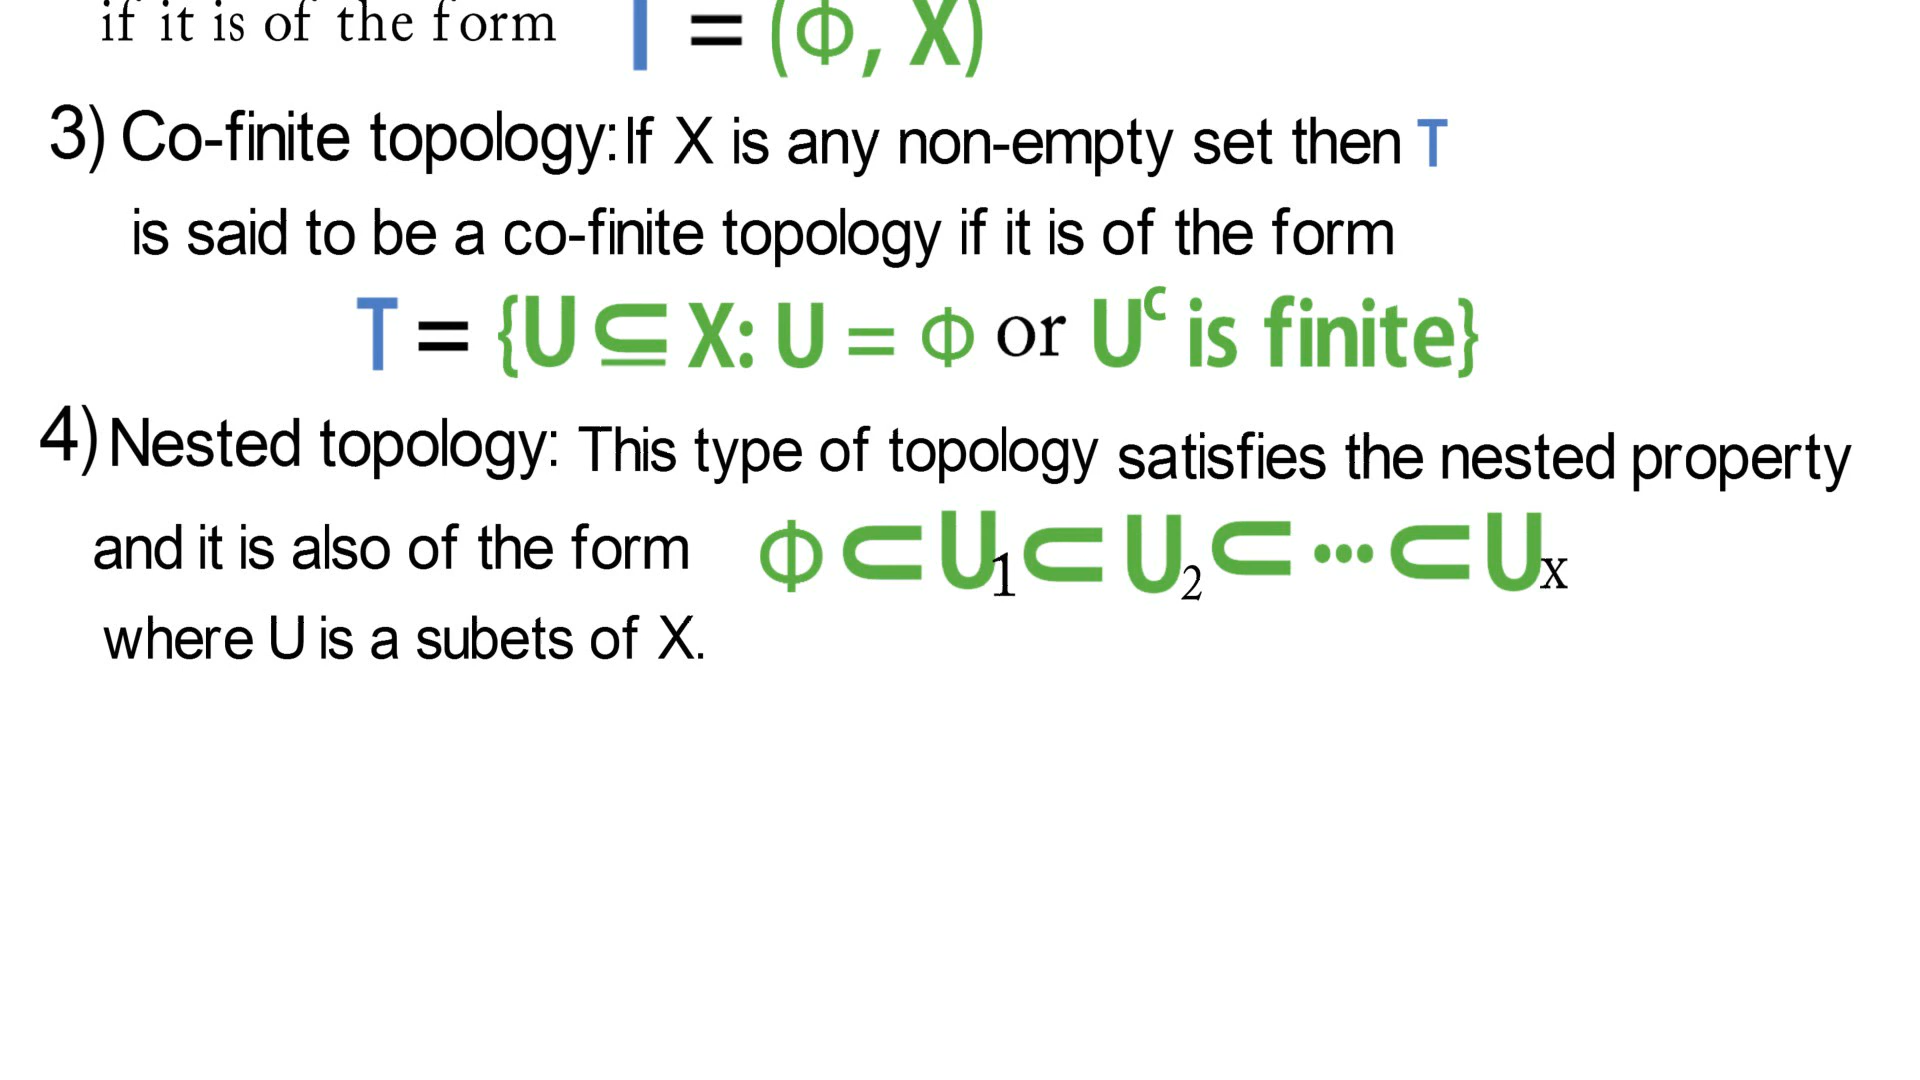 if it is of the form T = (Φ, X)
3) Co-finite topology: If X is any non-empty set then T
is said to be a co-finite topology if it is of the form
T = {U ⊆ X: U = Φ or Uᶜ is finite}
4) Nested topology: This type of topology satisfies the nested property
and it is also of the form Φ ⊂ U₁ ⊂ U₂ ⊂ ... ⊂ Uₓ
where U is a subets of X.